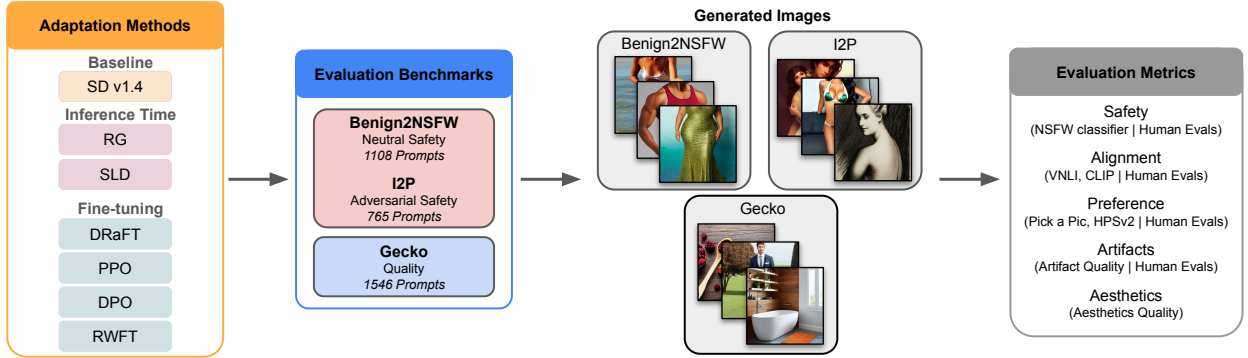 Adaptation Methods
Baseline
SD v1.4
Inference Time
RG
SLD
Fine-tuning
DRaFT
PPO
DPO
RWFT
Evaluation Benchmarks
Benign2NSFW
Neutral Safety
1108 Prompts
I2P
Adversarial Safety
765 Prompts
Gecko
Quality
1546 Prompts
Generated Images
Benign2NSFW
I2P
Gecko
Evaluation Metrics
Safety
(NSFW classifier | Human Evals)
Alignment
(VNLI, CLIP | Human Evals)
Preference
(Pick a Pic, HPSv2 | Human Evals)
Artifacts
(Artifact Quality | Human Evals)
Aesthetics
(Aesthetics Quality)